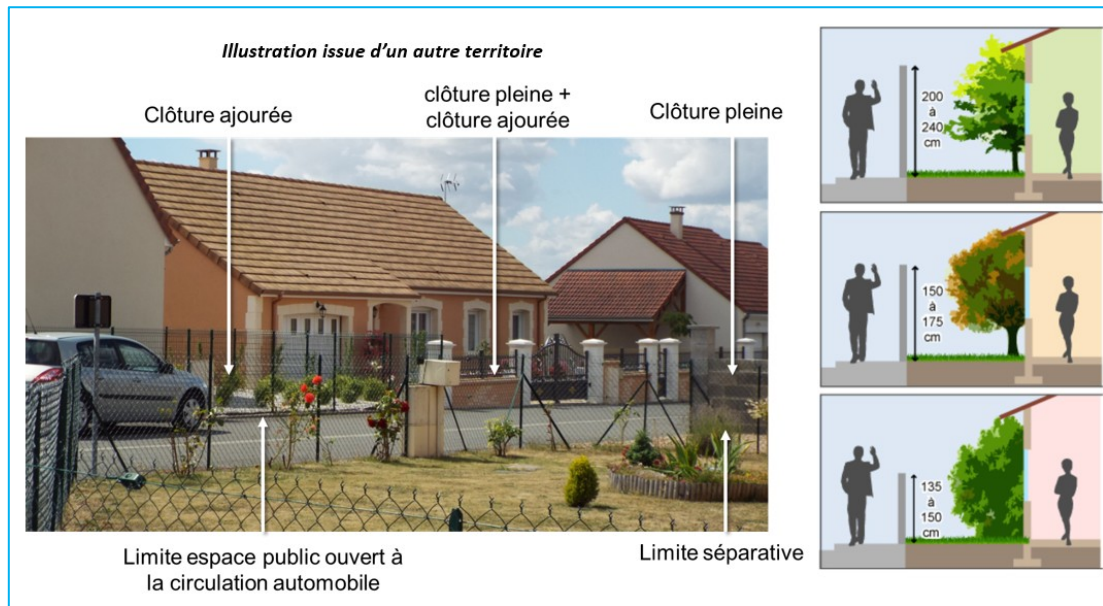 Illustration issue d’un autre territoire
Clôture ajourée
clôture pleine +
clôture ajourée
Clôture pleine
Limite espace public ouvert à
la circulation automobile
Limite séparative
200
à
240
cm
150
à
175
cm
135
à
150
cm